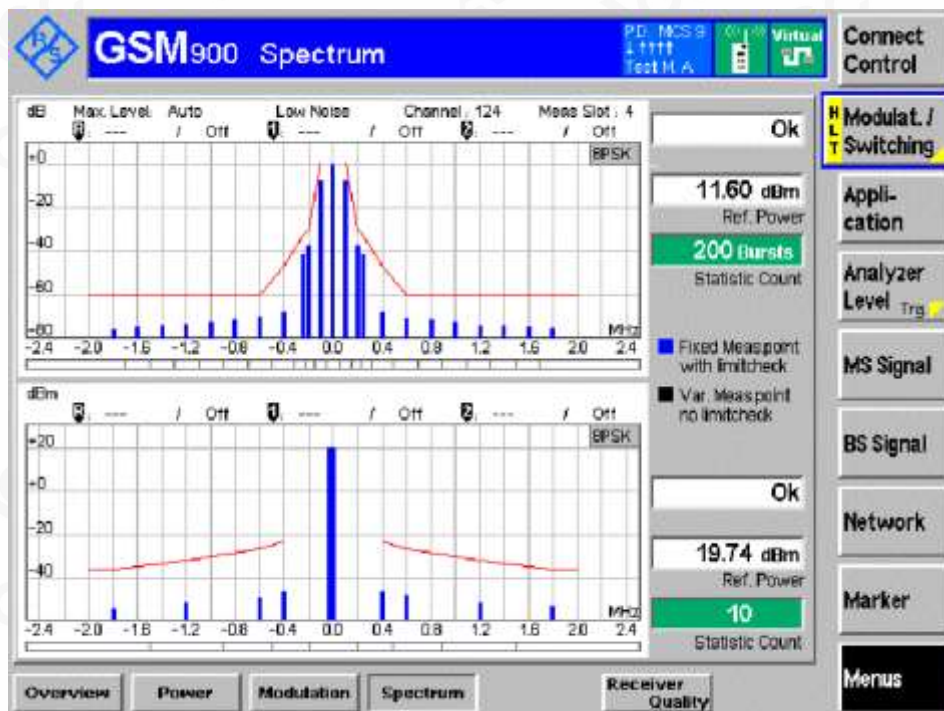 GSM900 Spectrum
P.D. MCS 9
Test M. A
Virtual
Connect Control
dB Max. Level: Auto Low Noise Channel: 124 Meas Slot: 4
--- / Off --- / Off --- / Off
8PSK
+0
-20
-40
-60
-80
MHz
-2.4 -2.0 -1.6 -1.2 -0.8 -0.4 0.0 0.4 0.8 1.2 1.6 2.0 2.4
Ok
11.60 dBm
Ref. Power
200 Bursts
Statistic Count
Fixed Meas.point
with limitcheck
Var. Meas.point
no limitcheck
dBm
--- / Off --- / Off --- / Off
8PSK
+20
+0
-20
-40
MHz
-2.4 -2.0 -1.6 -1.2 -0.8 -0.4 0.0 0.4 0.8 1.2 1.6 2.0 2.4
Ok
19.74 dBm
Ref. Power
10
Statistic Count
HLT
Modulat. /
Switching
Appli-
cation
Analyzer
Level Trg
MS Signal
BS Signal
Network
Marker
Menus
Overview
Power
Modulation
Spectrum
Receiver
Quality